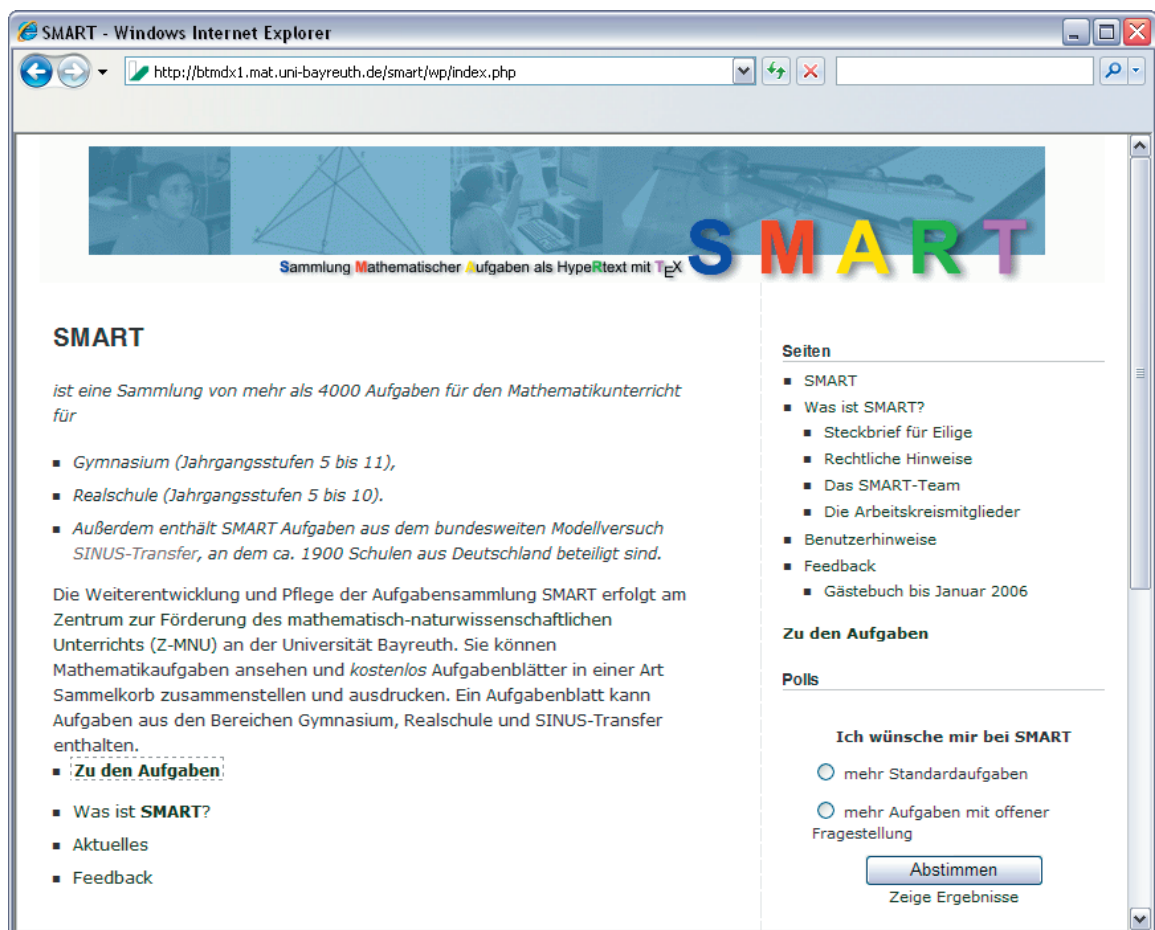 SMART - Windows Internet Explorer
http://btmdx1.mat.uni-bayreuth.de/smart/wp/index.php
Sammlung Mathematischer Aufgaben als HypeRtext mit TEX
SMART
SMART
ist eine Sammlung von mehr als 4000 Aufgaben für den Mathematikunterricht
für
Gymnasium (Jahrgangsstufen 5 bis 11),
Realschule (Jahrgangsstufen 5 bis 10).
Außerdem enthält SMART Aufgaben aus dem bundesweiten Modellversuch
SINUS-Transfer, an dem ca. 1900 Schulen aus Deutschland beteiligt sind.
Die Weiterentwicklung und Pflege der Aufgabensammlung SMART erfolgt am
Zentrum zur Förderung des mathematisch-naturwissenschaftlichen
Unterrichts (Z-MNU) an der Universität Bayreuth. Sie können
Mathematikaufgaben ansehen und kostenlos Aufgabenblätter in einer Art
Sammelkorb zusammenstellen und ausdrucken. Ein Aufgabenblatt kann
Aufgaben aus den Bereichen Gymnasium, Realschule und SINUS-Transfer
enthalten.
Zu den Aufgaben
Was ist SMART?
Aktuelles
Feedback
Seiten
SMART
Was ist SMART?
Steckbrief für Eilige
Rechtliche Hinweise
Das SMART-Team
Die Arbeitskreismitglieder
Benutzerhinweise
Feedback
Gästebuch bis Januar 2006
Zu den Aufgaben
Polls
Ich wünsche mir bei SMART
mehr Standardaufgaben
mehr Aufgaben mit offener
Fragestellung
Abstimmen
Zeige Ergebnisse